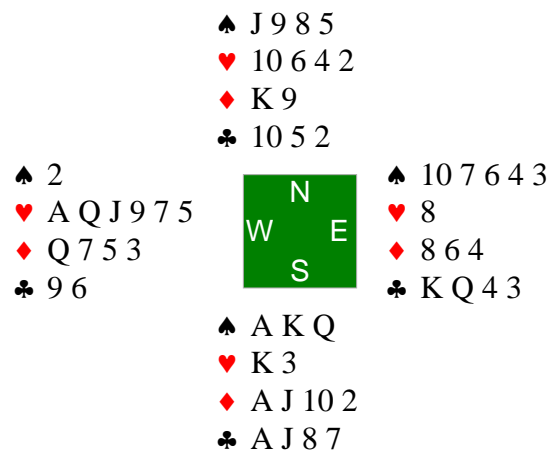 ♠ J 9 8 5
♥ 10 6 4 2
♦ K 9
♣ 10 5 2
♠ 2
♥ A Q J 9 7 5
♦ Q 7 5 3
♣ 9 6
N
W E
S
♠ 10 7 6 4 3
♥ 8
♦ 8 6 4
♣ K Q 4 3
♠ A K Q
♥ K 3
♦ A J 10 2
♣ A J 8 7